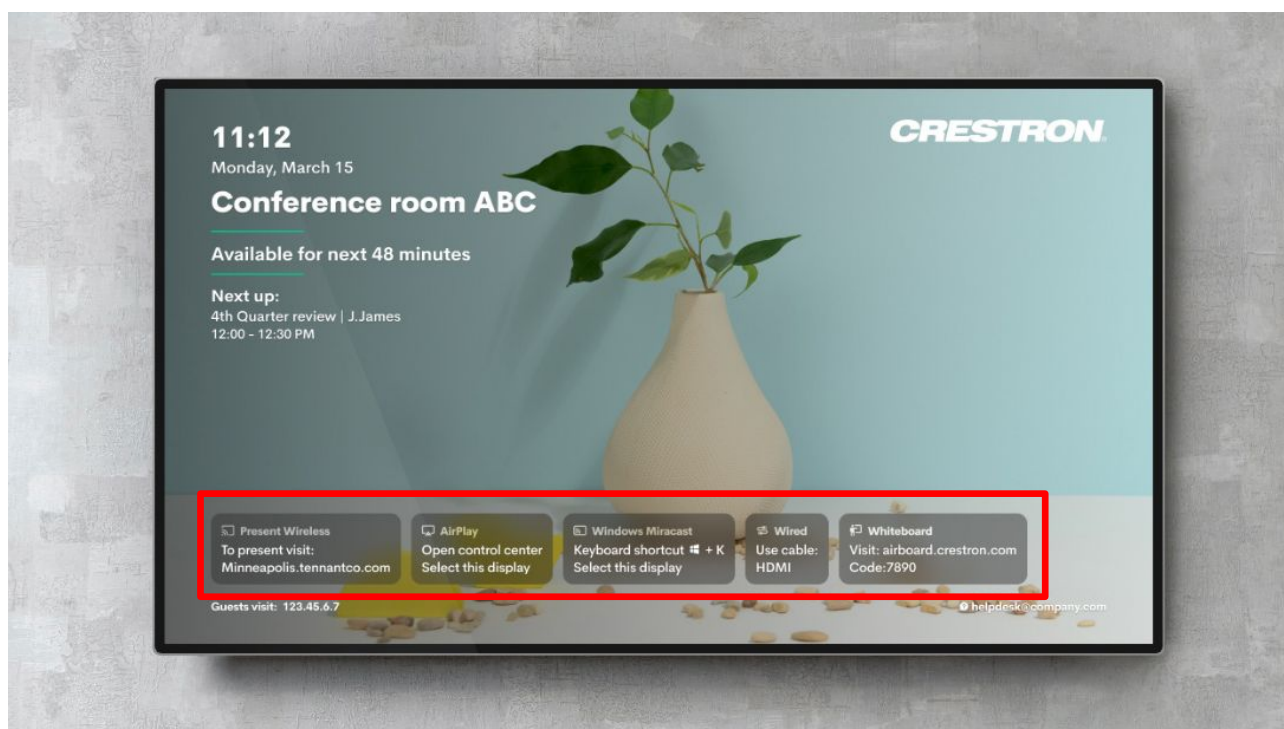 11:12
Monday, March 15
CRESTRON
Conference room ABC
Available for next 48 minutes
Next up:
4th Quarter review | J.James
12:00 - 12:30 PM
Present Wireless
To present visit:
Minneapolis.tennantco.com
AirPlay
Open control center
Select this display
Windows Miracast
Keyboard shortcut + K
Select this display
Wired
Use cable:
HDMI
Whiteboard
Visit: airboard.crestron.com
Code:7890
Guests visit: 123.45.6.7
helpdesk@company.com